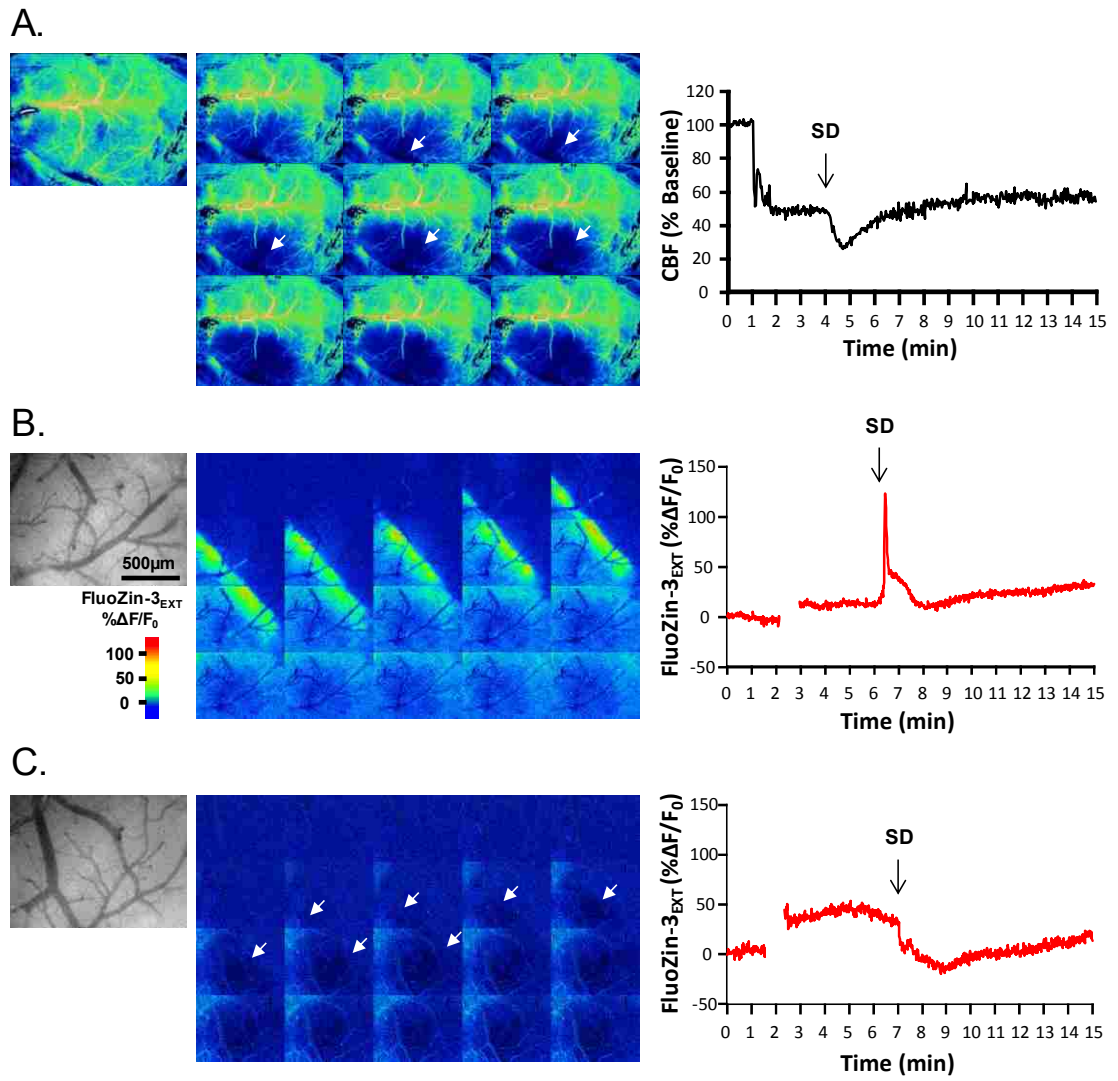 A.
120
100
80
60
40
20
0
CBF (% Baseline)
SD
0 1 2 3 4 5 6 7 8 9 10 11 12 13 14 15
Time (min)
B.
500µm
FluoZin-3EXT
%ΔF/F0
100
50
0
SD
150
100
50
0
-50
FluoZin-3EXT (%ΔF/F0)
0 1 2 3 4 5 6 7 8 9 10 11 12 13 14 15
Time (min)
C.
SD
150
100
50
0
-50
FluoZin-3EXT (%ΔF/F0)
0 1 2 3 4 5 6 7 8 9 10 11 12 13 14 15
Time (min)